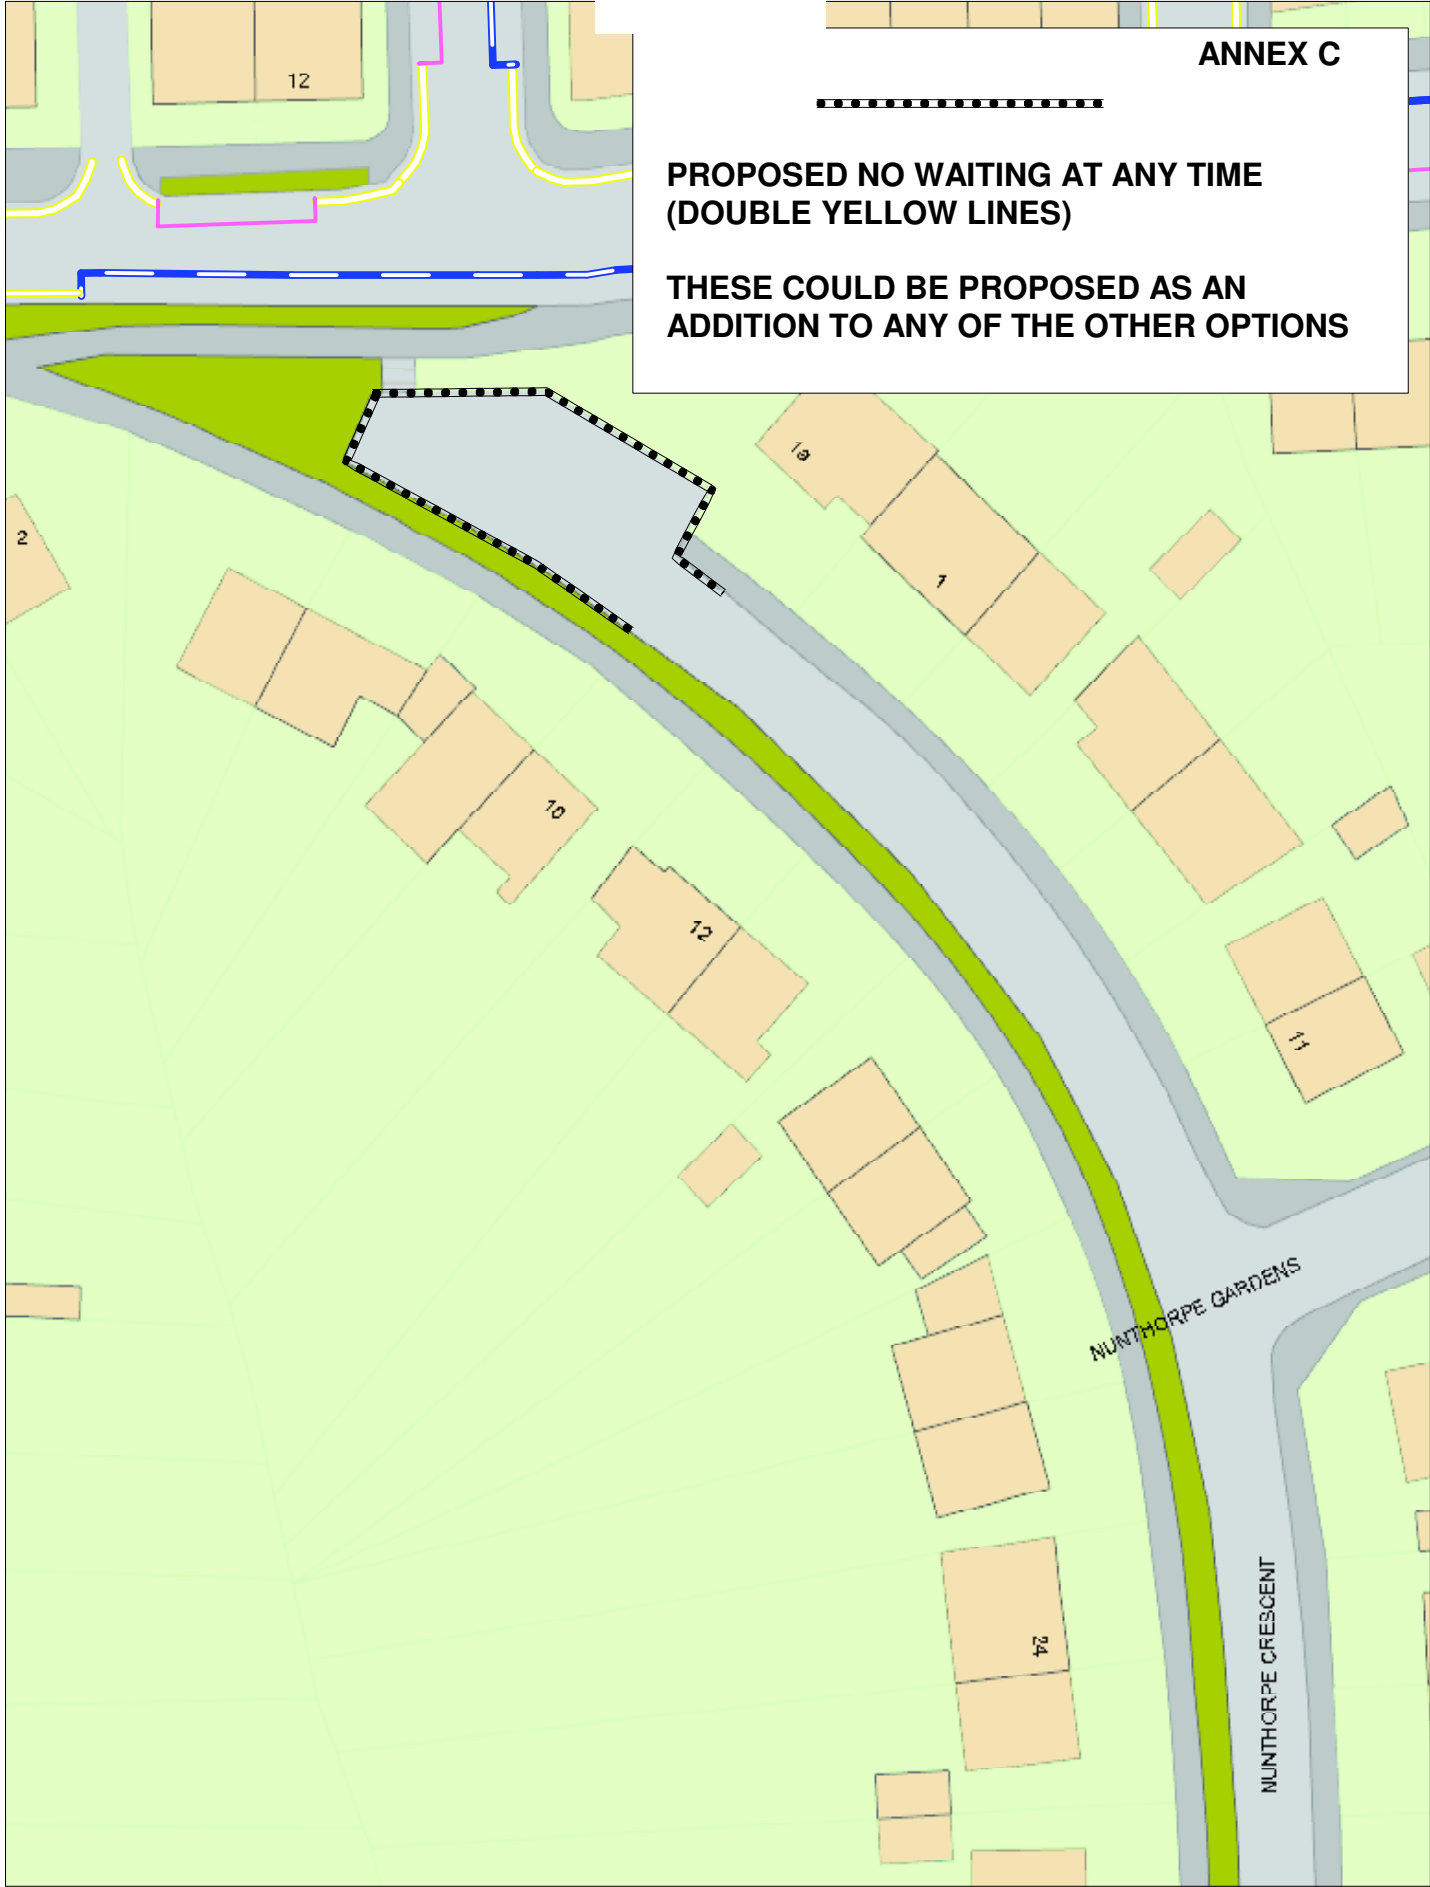 ANNEX C
PROPOSED NO WAITING AT ANY TIME
(DOUBLE YELLOW LINES)
THESE COULD BE PROPOSED AS AN
ADDITION TO ANY OF THE OTHER OPTIONS
12
1a
2
1
10
12
11
NUNTHORPE GARDENS
24
NUNTHORPE CRESCENT